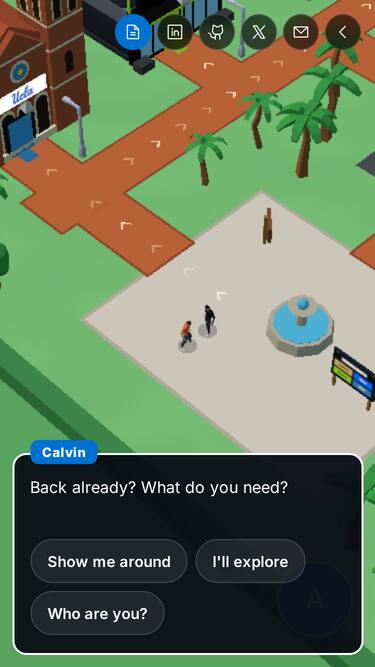 Ucla
Calvin
Back already? What do you need?
Show me around
I'll explore
Who are you?
A